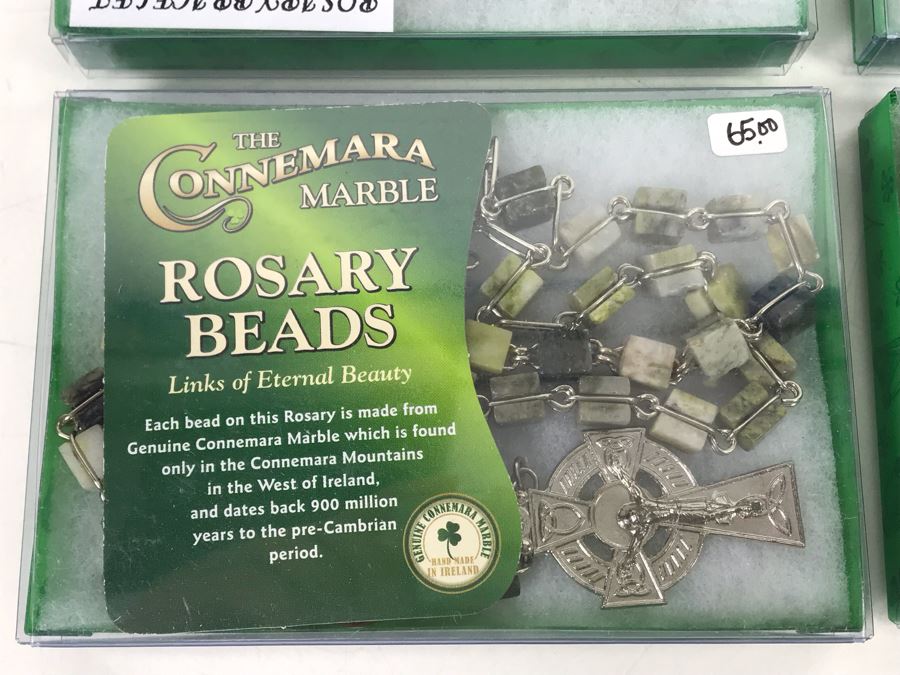 65.00
THE
CONNEMARA
MARBLE
ROSARY
BEADS
Links of Eternal Beauty
Each bead on this Rosary is made from
Genuine Connemara Marble which is found
only in the Connemara Mountains
in the West of Ireland,
and dates back 900 million
years to the pre-Cambrian
period.
GENUINE CONNEMARA MARBLE
HAND MADE
IN IRELAND